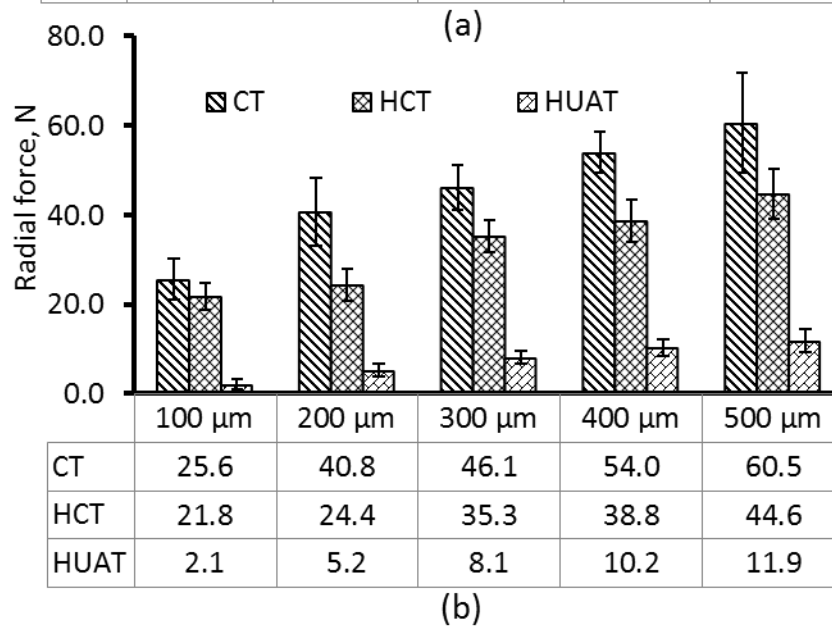 (a)
80.0
60.0
40.0
20.0
0.0
Radial force, N
CT HCT HUAT
100 µm 200 µm 300 µm 400 µm 500 µm
CT 25.6 40.8 46.1 54.0 60.5
HCT 21.8 24.4 35.3 38.8 44.6
HUAT 2.1 5.2 8.1 10.2 11.9
(b)